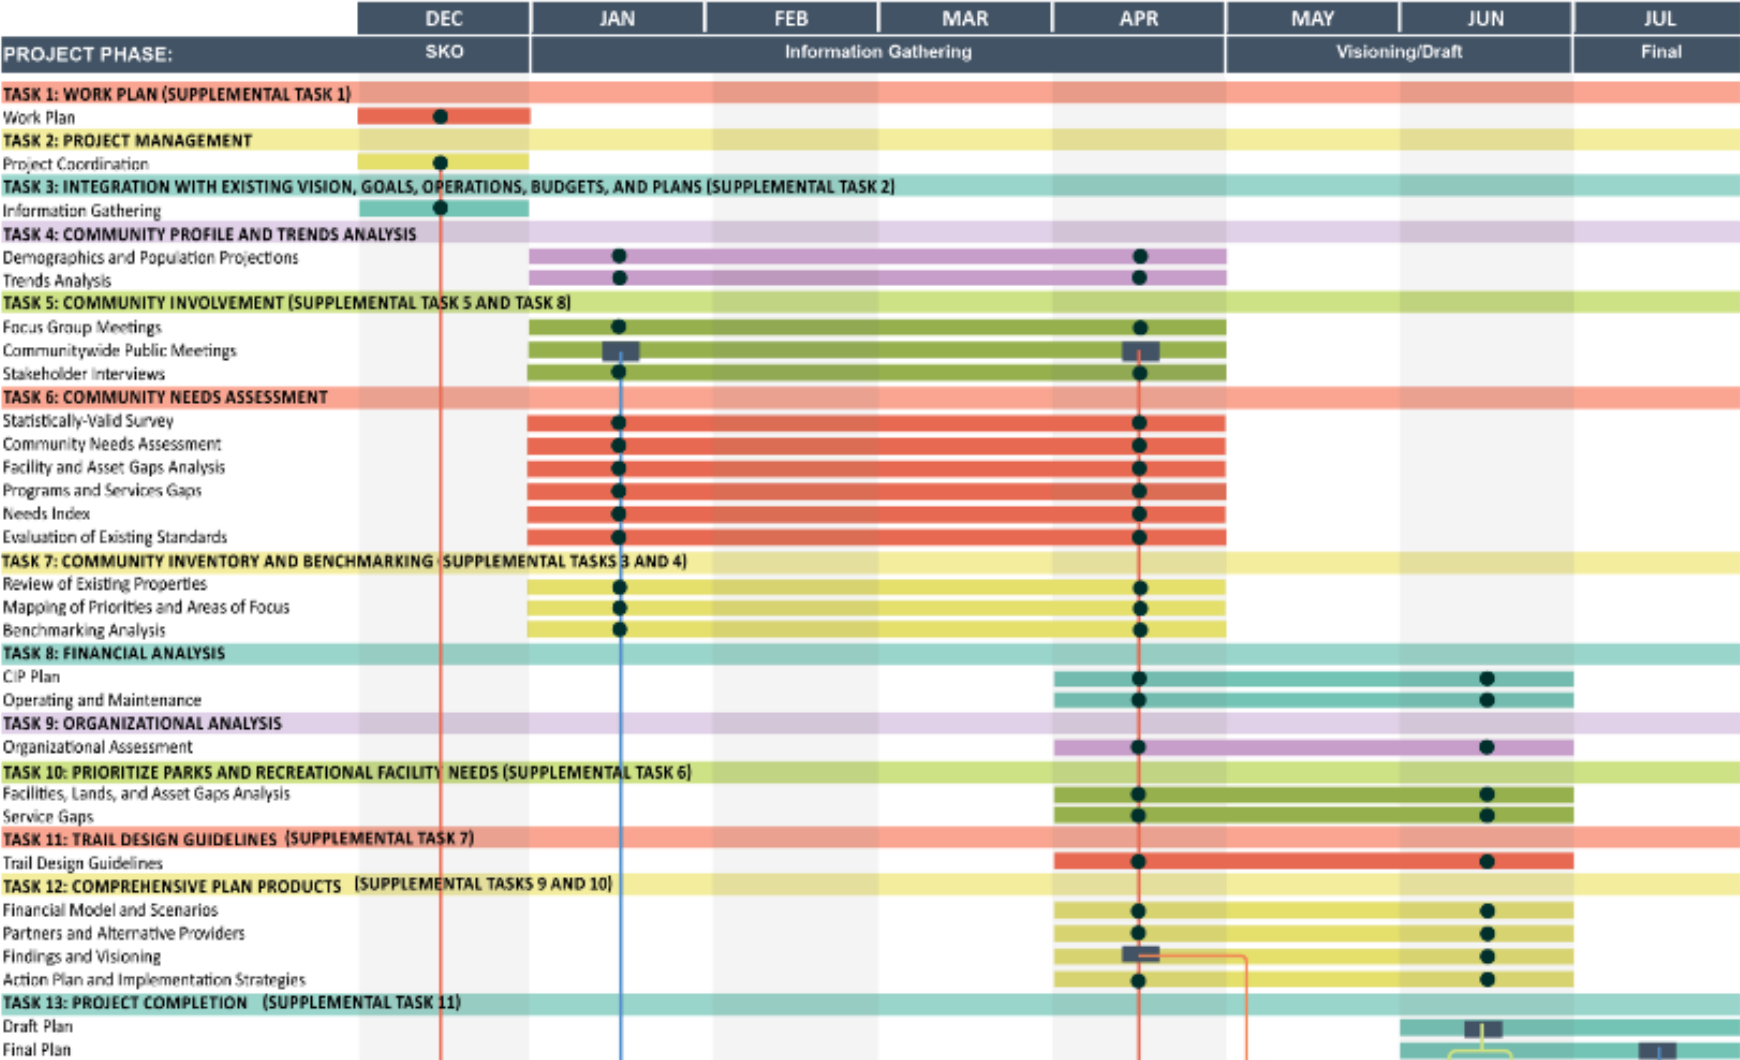 DEC JAN FEB MAR APR MAY JUN JUL
PROJECT PHASE: SKO Information Gathering Visioning/Draft Final
TASK 1: WORK PLAN (SUPPLEMENTAL TASK 1)
Work Plan
TASK 2: PROJECT MANAGEMENT
Project Coordination
TASK 3: INTEGRATION WITH EXISTING VISION, GOALS, OPERATIONS, BUDGETS, AND PLANS (SUPPLEMENTAL TASK 2)
Information Gathering
TASK 4: COMMUNITY PROFILE AND TRENDS ANALYSIS
Demographics and Population Projections
Trends Analysis
TASK 5: COMMUNITY INVOLVEMENT (SUPPLEMENTAL TASK 5 AND TASK 8)
Focus Group Meetings
Communitywide Public Meetings
Stakeholder Interviews
TASK 6: COMMUNITY NEEDS ASSESSMENT
Statistically-Valid Survey
Community Needs Assessment
Facility and Asset Gaps Analysis
Programs and Services Gaps
Needs Index
Evaluation of Existing Standards
TASK 7: COMMUNITY INVENTORY AND BENCHMARKING (SUPPLEMENTAL TASKS 3 AND 4)
Review of Existing Properties
Mapping of Priorities and Areas of Focus
Benchmarking Analysis
TASK 8: FINANCIAL ANALYSIS
CIP Plan
Operating and Maintenance
TASK 9: ORGANIZATIONAL ANALYSIS
Organizational Assessment
TASK 10: PRIORITIZE PARKS AND RECREATIONAL FACILITY NEEDS (SUPPLEMENTAL TASK 6)
Facilities, Lands, and Asset Gaps Analysis
Service Gaps
TASK 11: TRAIL DESIGN GUIDELINES (SUPPLEMENTAL TASK 7)
Trail Design Guidelines
TASK 12: COMPREHENSIVE PLAN PRODUCTS (SUPPLEMENTAL TASKS 9 AND 10)
Financial Model and Scenarios
Partners and Alternative Providers
Findings and Visioning
Action Plan and Implementation Strategies
TASK 13: PROJECT COMPLETION (SUPPLEMENTAL TASK 11)
Draft Plan
Final Plan